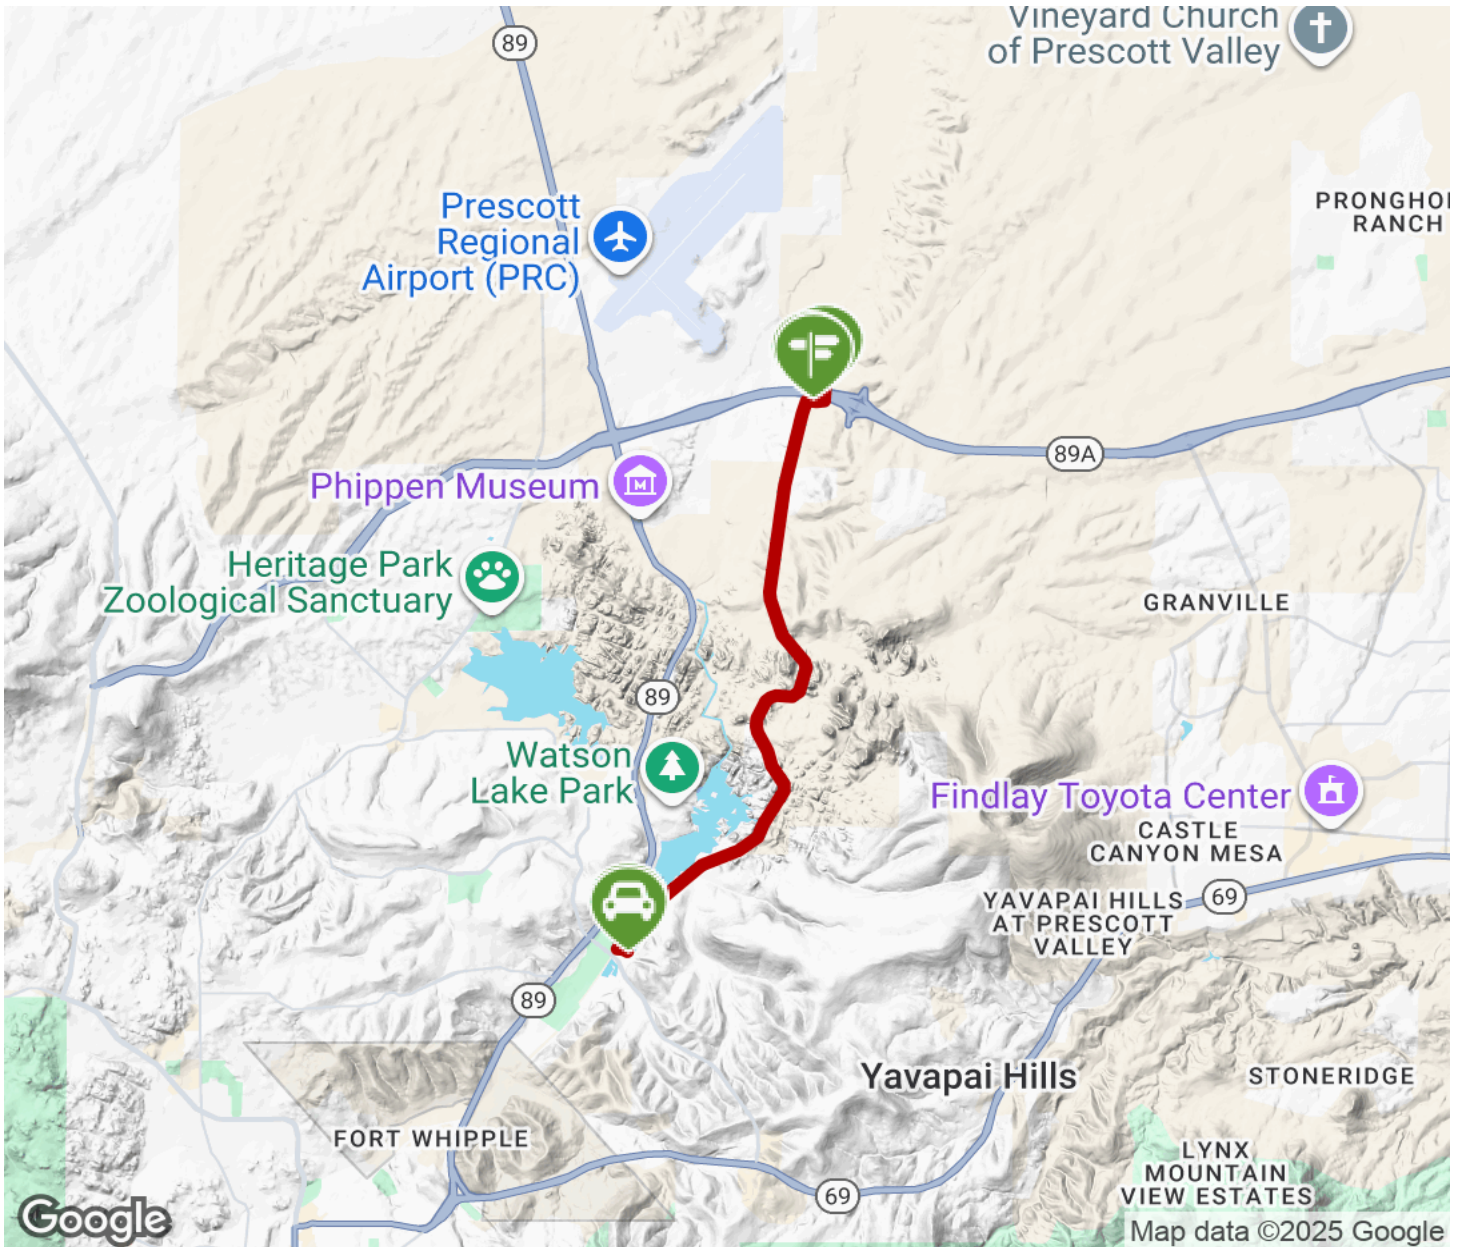 Vineyard Church
of Prescott Valley
89
Prescott
Regional
Airport (PRC)
PRONGHO
RANCH
89A
Phippen Museum
M
Heritage Park
Zoological Sanctuary
GRANVILLE
89
Watson
Lake Park
Findlay Toyota Center
CASTLE
CANYON MESA
YAVAPAI HILLS
AT PRESCOTT
VALLEY
69
89
Yavapai Hills
STONERIDGE
FORT WHIPPLE
LYNX
MOUNTAIN
VIEW ESTATES
69
Google
Map data ©2025 Google